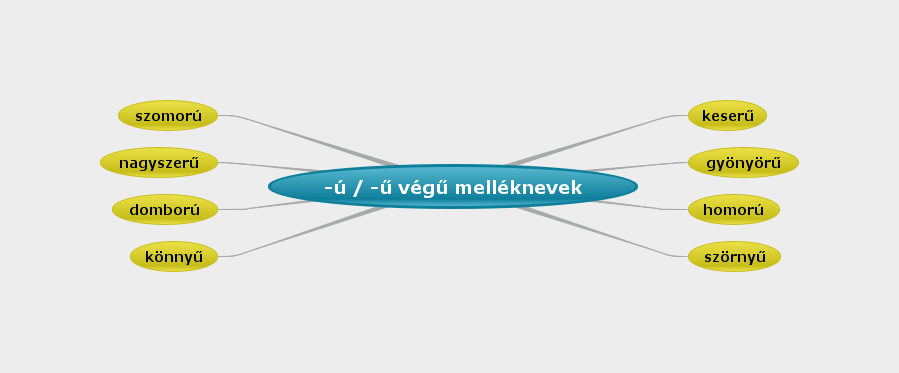 -ú / -ű végű melléknevek
szomorú
nagyszerű
domború
könnyű
keserű
gyönyörű
homorú
szörnyű